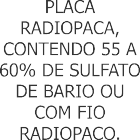 PLACA
RADIOPACA,
CONTENDO 55 A
60% DE SULFATO
DE BARIO OU
COM FIO
RADIOPACO.